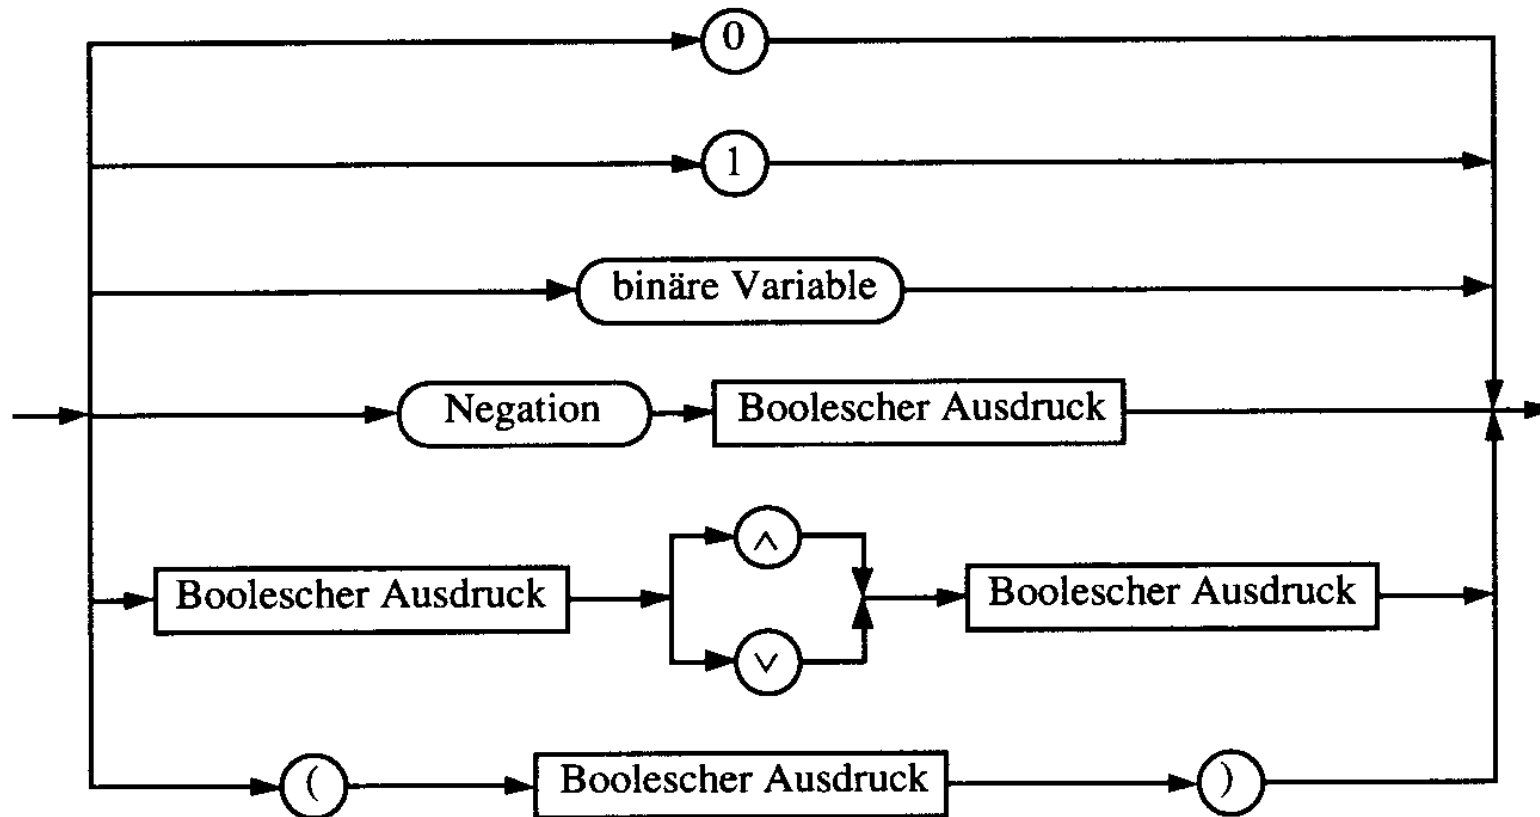 0
1
binäre Variable
Negation Boolescher Ausdruck
∧
Boolescher Ausdruck Boolescher Ausdruck
∨
( Boolescher Ausdruck )